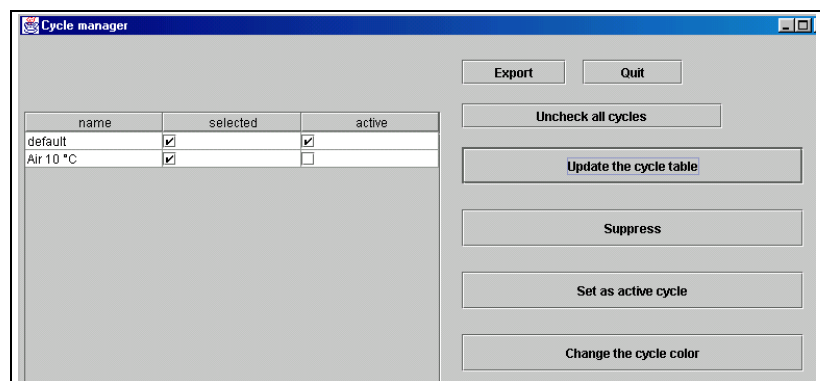 Cycle manager
Export Quit
Uncheck all cycles
name selected active
default
Air 10 °C
Update the cycle table
Suppress
Set as active cycle
Change the cycle color